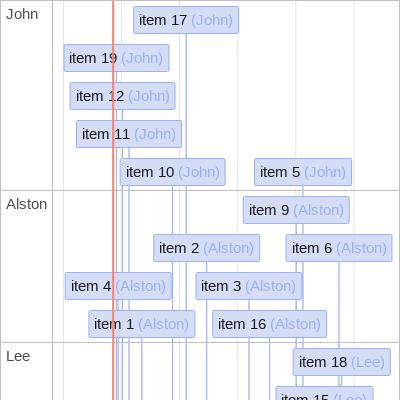 John
item 17 (John)
item 19 (John)
item 12 (John)
item 11 (John)
item 10 (John)
item 5 (John)
Alston
item 9 (Alston)
item 2 (Alston)
item 6 (Alston)
item 4 (Alston)
item 3 (Alston)
item 1 (Alston)
item 16 (Alston)
Lee
item 18 (Lee)
item 15 (Lee)